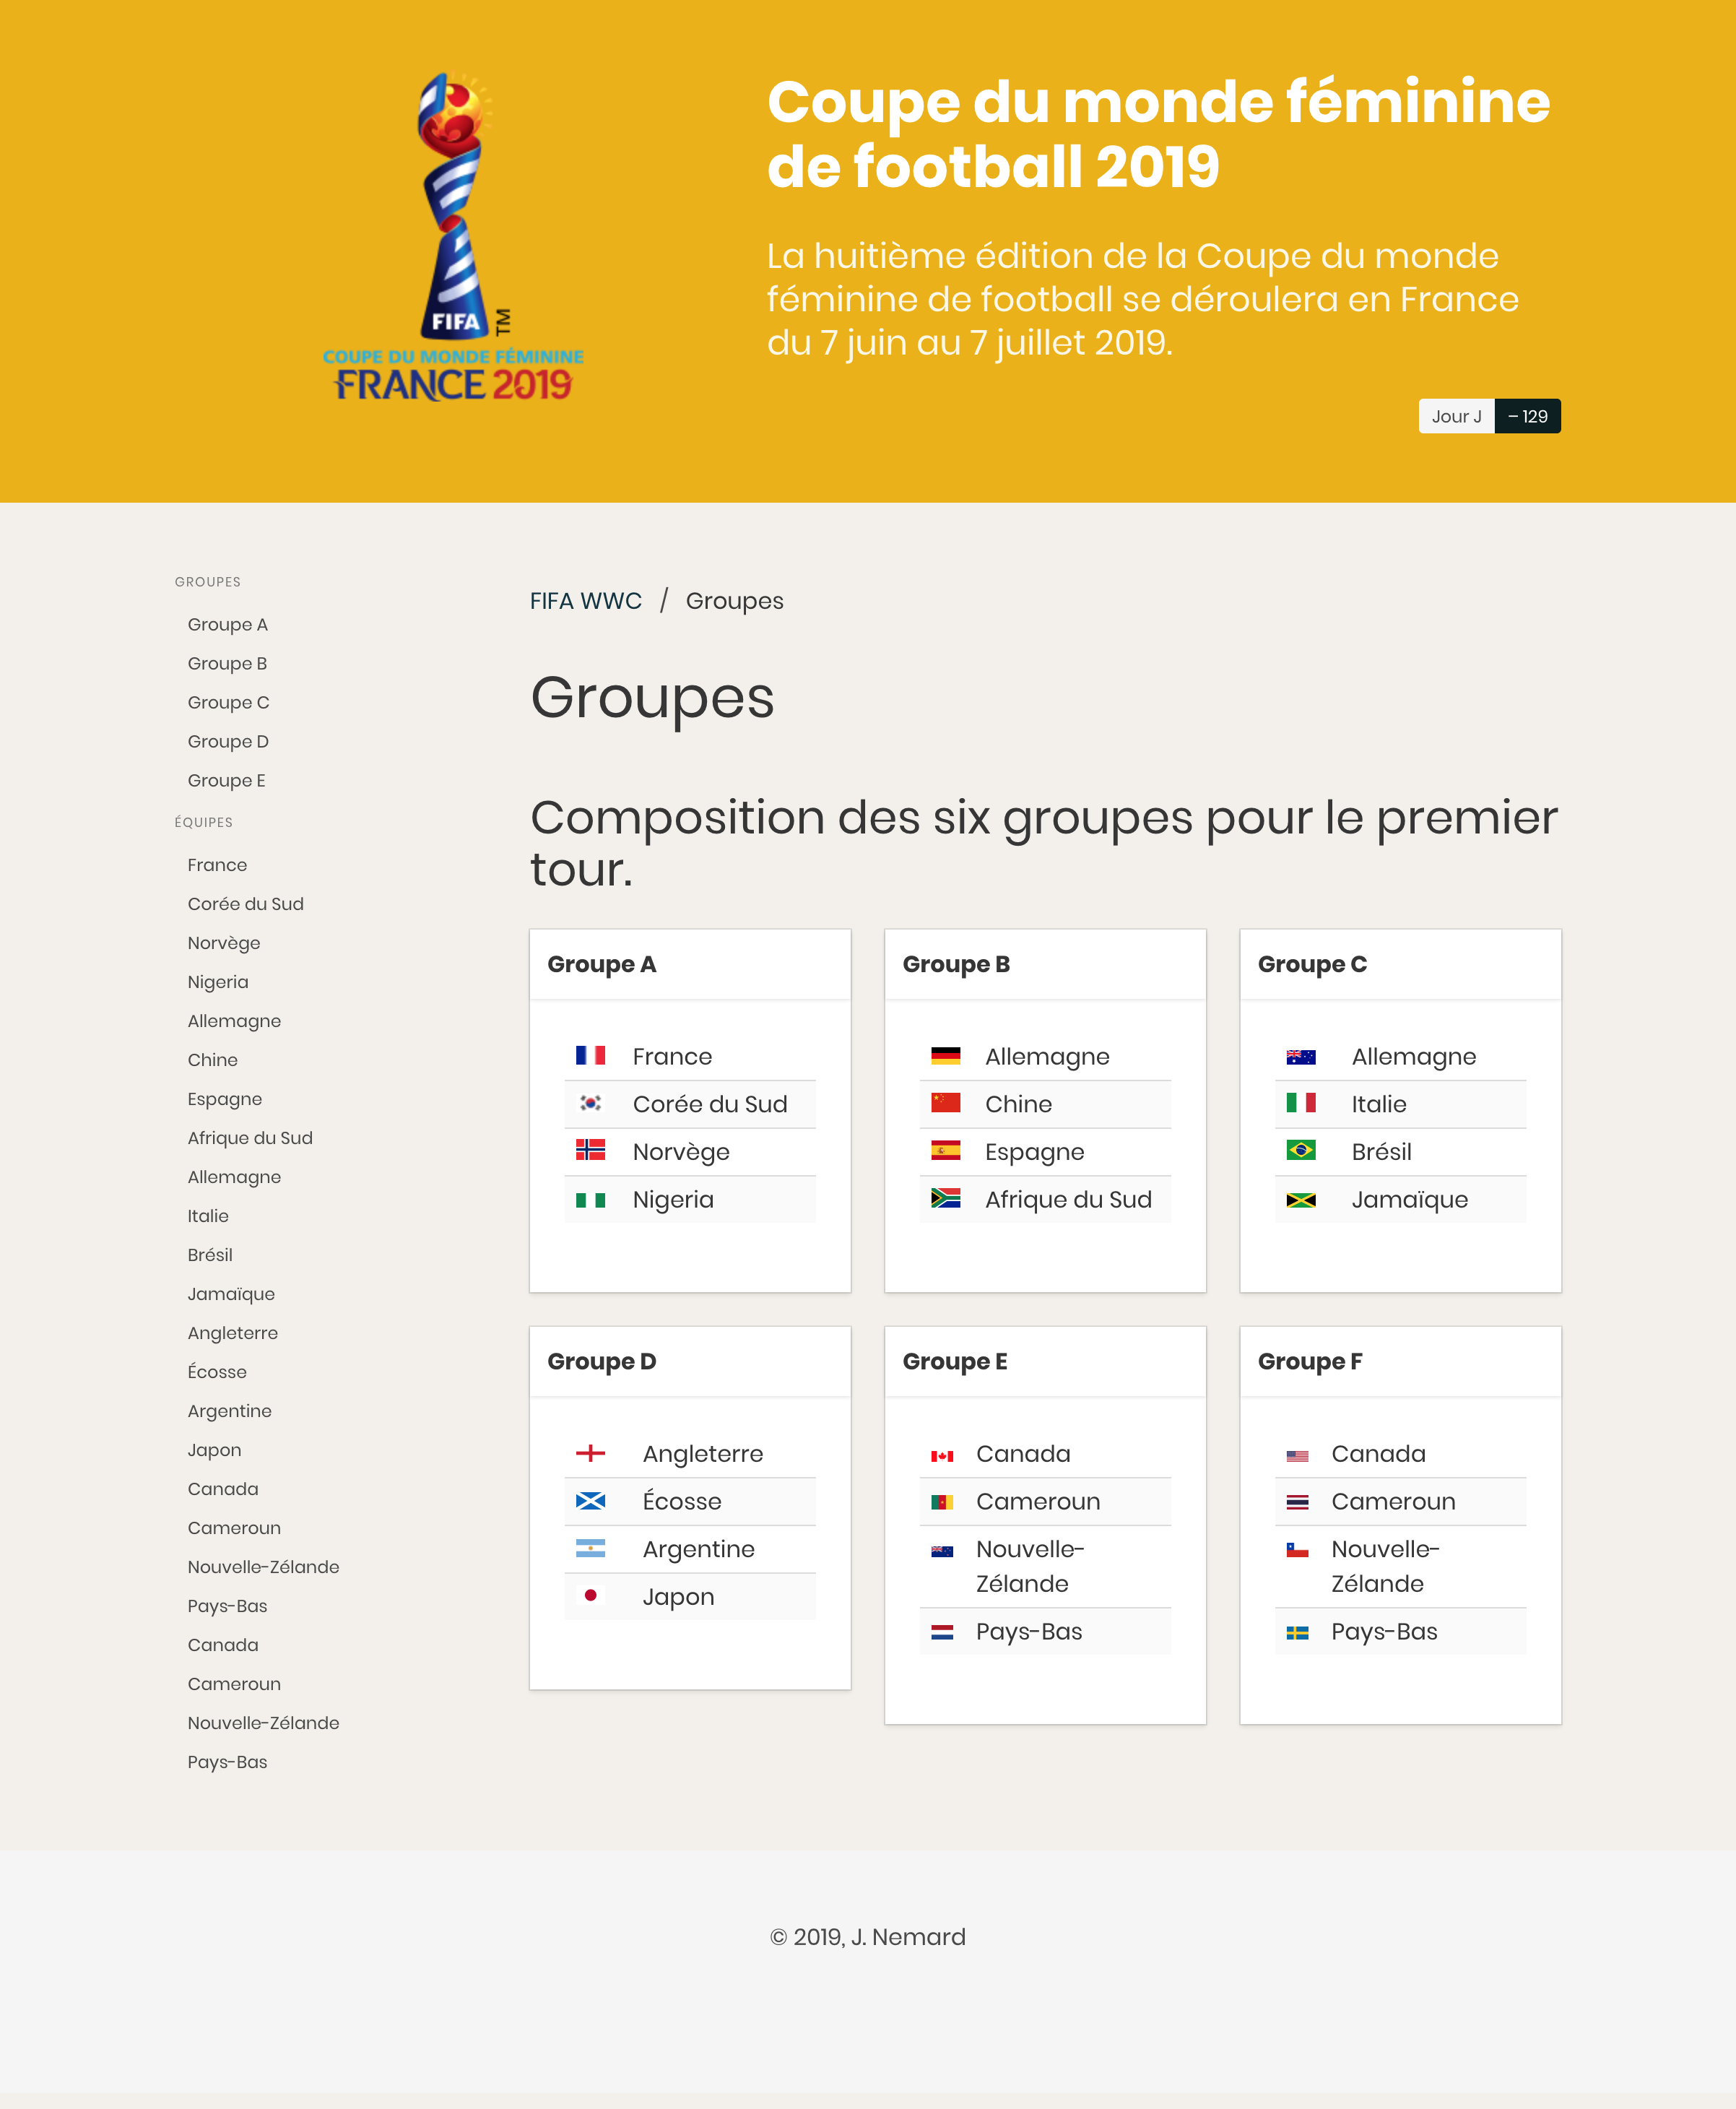 FIFA
TM
COUPE DU MONDE FÉMININE
FRANCE 2019
Coupe du monde féminine
de football 2019
La huitième édition de la Coupe du monde
féminine de football se déroulera en France
du 7 juin au 7 juillet 2019.
Jour J – 129
GROUPES
Groupe A
Groupe B
Groupe C
Groupe D
Groupe E
ÉQUIPES
France
Corée du Sud
Norvège
Nigeria
Allemagne
Chine
Espagne
Afrique du Sud
Allemagne
Italie
Brésil
Jamaïque
Angleterre
Écosse
Argentine
Japon
Canada
Cameroun
Nouvelle-Zélande
Pays-Bas
Canada
Cameroun
Nouvelle-Zélande
Pays-Bas
FIFA WWC / Groupes
Groupes
Composition des six groupes pour le premier
tour.
Groupe A
France
Corée du Sud
Norvège
Nigeria
Groupe B
Allemagne
Chine
Espagne
Afrique du Sud
Groupe C
Allemagne
Italie
Brésil
Jamaïque
Groupe D
Angleterre
Écosse
Argentine
Japon
Groupe E
Canada
Cameroun
Nouvelle-
Zélande
Pays-Bas
Groupe F
Canada
Cameroun
Nouvelle-
Zélande
Pays-Bas
© 2019, J. Nemard